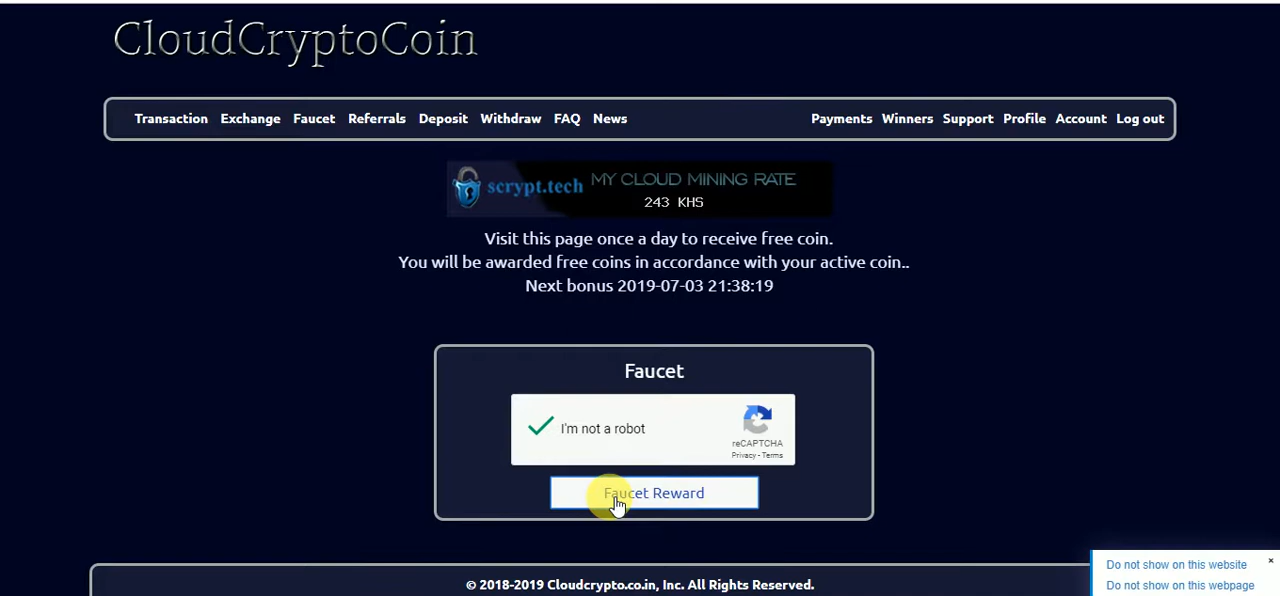 CloudCryptoCoin
Transaction Exchange Faucet Referrals Deposit Withdraw FAQ News Payments Winners Support Profile Account Log out
scrypt.tech MY CLOUD MINING RATE
243 KHS
Visit this page once a day to receive free coin.
You will be awarded free coins in accordance with your active coin..
Next bonus 2019-07-03 21:38:19
Faucet
I'm not a robot
reCAPTCHA
Privacy - Terms
Faucet Reward
© 2018-2019 Cloudcrypto.co.in, Inc. All Rights Reserved.
Do not show on this website
Do not show on this webpage